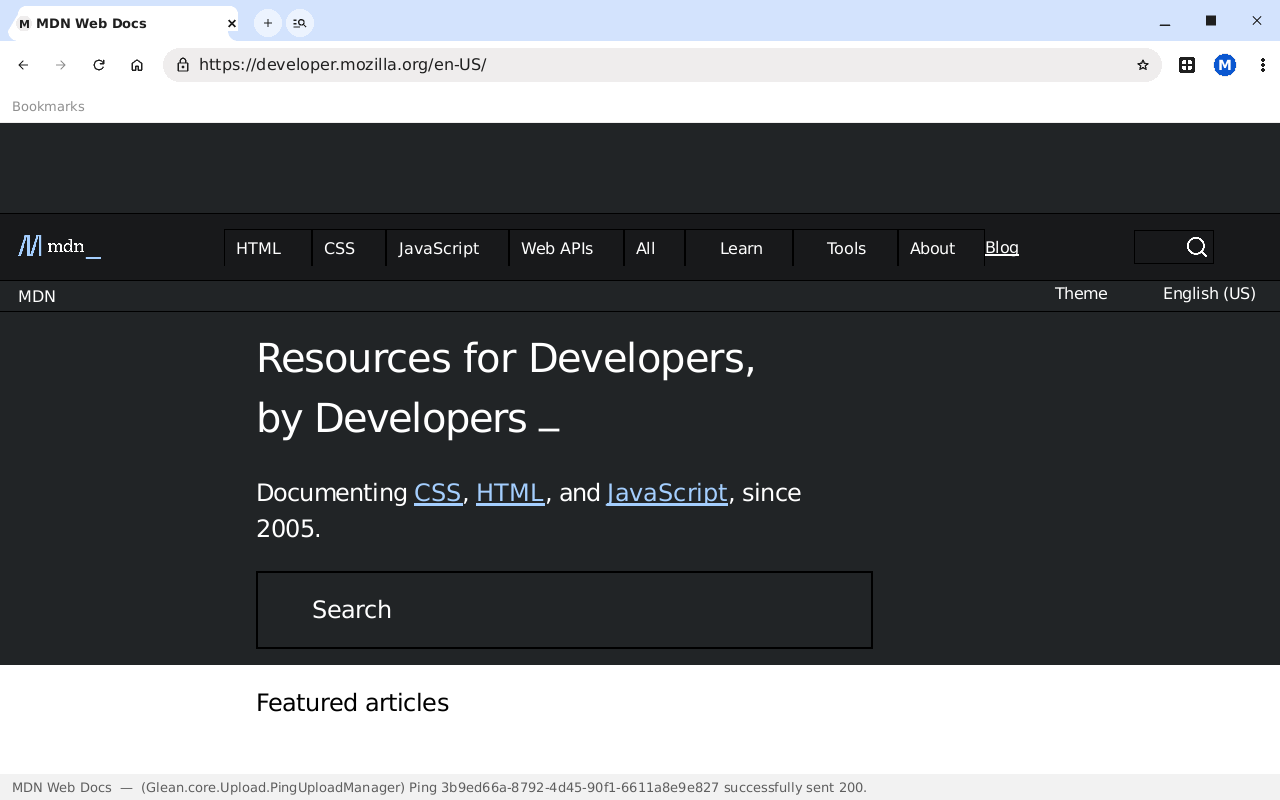 M MDN Web Docs
https://developer.mozilla.org/en-US/
M
Bookmarks
mdn_
HTML CSS JavaScript Web APIs All Learn Tools About Blog
MDN Theme English (US)
Resources for Developers,
by Developers _
Documenting CSS, HTML, and JavaScript, since
2005.
Search
Featured articles
MDN Web Docs — (Glean.core.Upload.PingUploadManager) Ping 3b9ed66a-8792-4d45-90f1-6611a8e9e827 successfully sent 200.